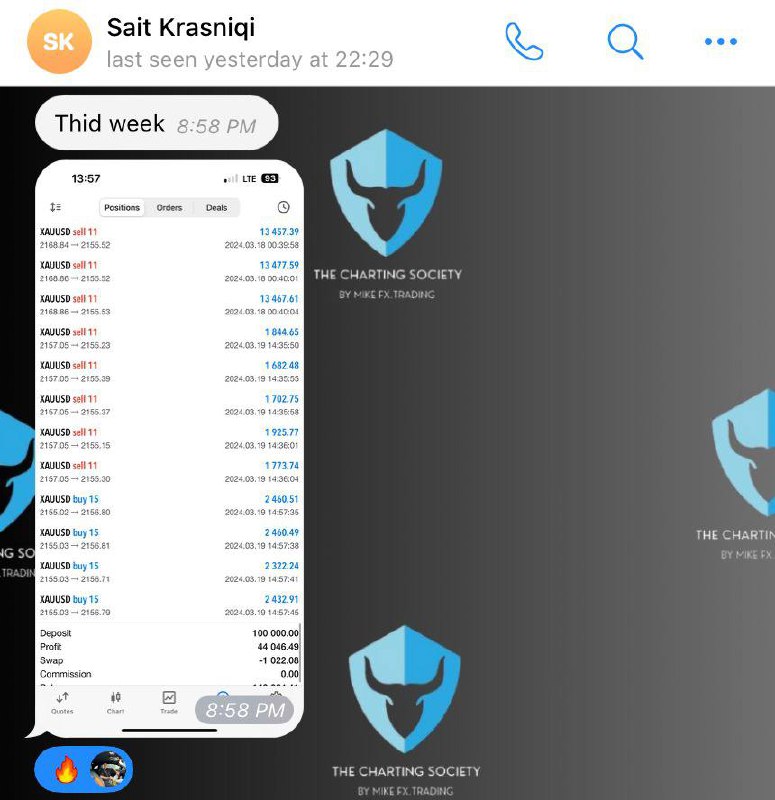 SK
Sait Krasniqi
last seen yesterday at 22:29
Thid week 8:58 PM
13:57
LTE 93
Positions Orders Deals
XAUUSD sell 11 13 457.39
2168.84 → 2155.52 2024.03.18 00:39:58
XAUUSD sell 11 13 477.59
2168.86 → 2155.52 2024.03.18 00:40:01
XAUUSD sell 11 13 467.61
2168.86 → 2155.53 2024.03.18 00:40:04
XAUUSD sell 11 1 844.65
2157.05 → 2155.23 2024.03.19 14:35:50
XAUUSD sell 11 1 682.48
2157.05 → 2155.39 2024.03.19 14:35:55
XAUUSD sell 11 1 702.75
2157.05 → 2155.37 2024.03.19 14:35:58
XAUUSD sell 11 1 925.77
2157.05 → 2155.15 2024.03.19 14:36:01
XAUUSD sell 11 1 773.74
2157.05 → 2155.30 2024.03.19 14:36:04
XAUUSD buy 15 2 460.51
2155.02 → 2156.80 2024.03.19 14:57:35
XAUUSD buy 15 2 460.49
2155.03 → 2156.81 2024.03.19 14:57:38
XAUUSD buy 15 2 322.24
2155.03 → 2156.71 2024.03.19 14:57:41
XAUUSD buy 15 2 432.91
2155.03 → 2156.79 2024.03.19 14:57:45
Deposit 100 000.00
Profit 44 046.49
Swap -1 022.08
Commission 0.00
Quotes Chart Trade
8:58 PM
THE CHARTING SOCIETY
BY MIKE FX.TRADING
NG SO
.TRADIN
THE CHARTIN
BY MIKE FX
THE CHARTING SOCIETY
BY MIKE FX.TRADING